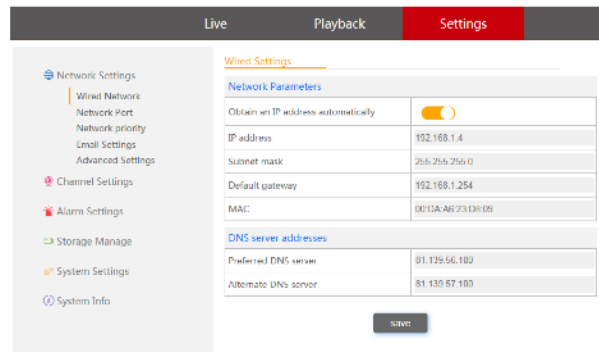 Live Playback Settings
Network Settings
Wired Network
Network Port
Network priority
Email Settings
Advanced Settings
Channel Settings
Alarm Settings
Storage Manage
System Settings
System Info
Wired Settings
Network Parameters
Obtain an IP address automatically
IP address 192.168.1.4
Subnet mask 255.255.255.0
Default gateway 192.168.1.254
MAC 00:DA:A6:23:D8:09
DNS server addresses
Preferred DNS server 81.139.56.100
Alternate DNS server 81.139.57.100
save